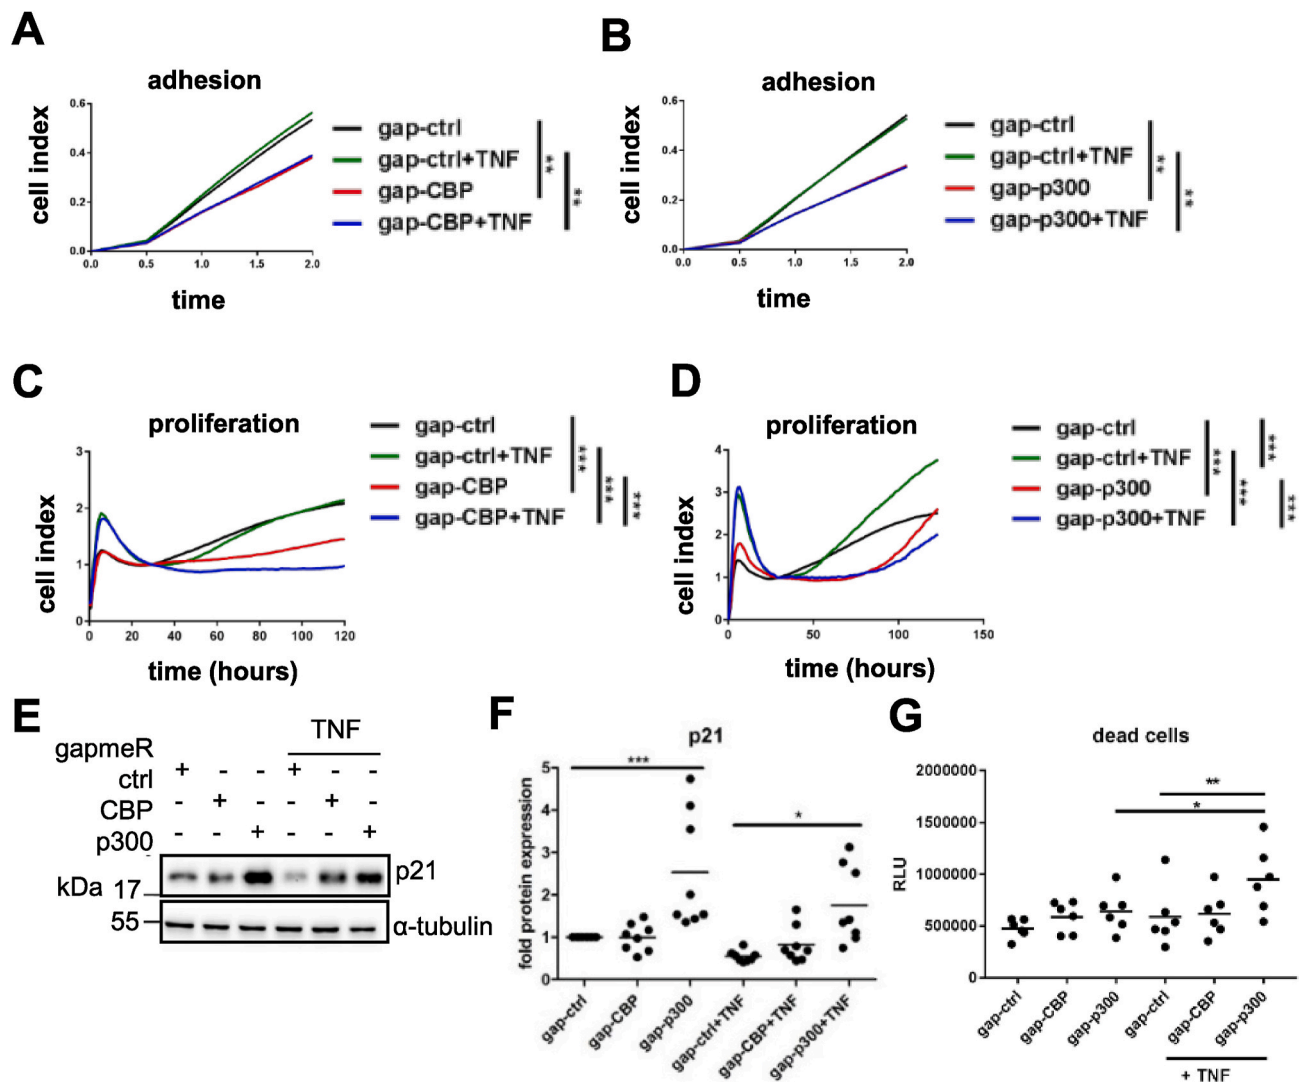 A
adhesion
cell index
0.6
0.4
0.2
0.0
0.0 0.5 1.0 1.5 2.0
time
gap-ctrl
gap-ctrl+TNF
gap-CBP
gap-CBP+TNF
**
**
B
adhesion
cell index
0.6
0.4
0.2
0.0
0.0 0.5 1.0 1.5 2.0
time
gap-ctrl
gap-ctrl+TNF
gap-p300
gap-p300+TNF
**
**
C
proliferation
cell index
3
2
1
0
0 20 40 60 80 100 120
time (hours)
gap-ctrl
gap-ctrl+TNF
gap-CBP
gap-CBP+TNF
***
***
***
D
proliferation
cell index
4
3
2
1
0
0 50 100 150
time (hours)
gap-ctrl
gap-ctrl+TNF
gap-p300
gap-p300+TNF
***
***
***
***
E
TNF
gapmeR
ctrl + - - + - -
CBP - + - - + -
p300 - - + - - +
p21
kDa 17
55
α-tubulin
F
p21
fold protein expression
5
4
3
2
1
0
***
*
gap-ctrl
gap-CBP
gap-p300
gap-ctrl+TNF
gap-CBP+TNF
gap-p300+TNF
G
dead cells
RLU
2000000
1500000
1000000
500000
0
**
*
gap-ctrl
gap-CBP
gap-p300
gap-ctrl
gap-CBP
gap-p300
+ TNF